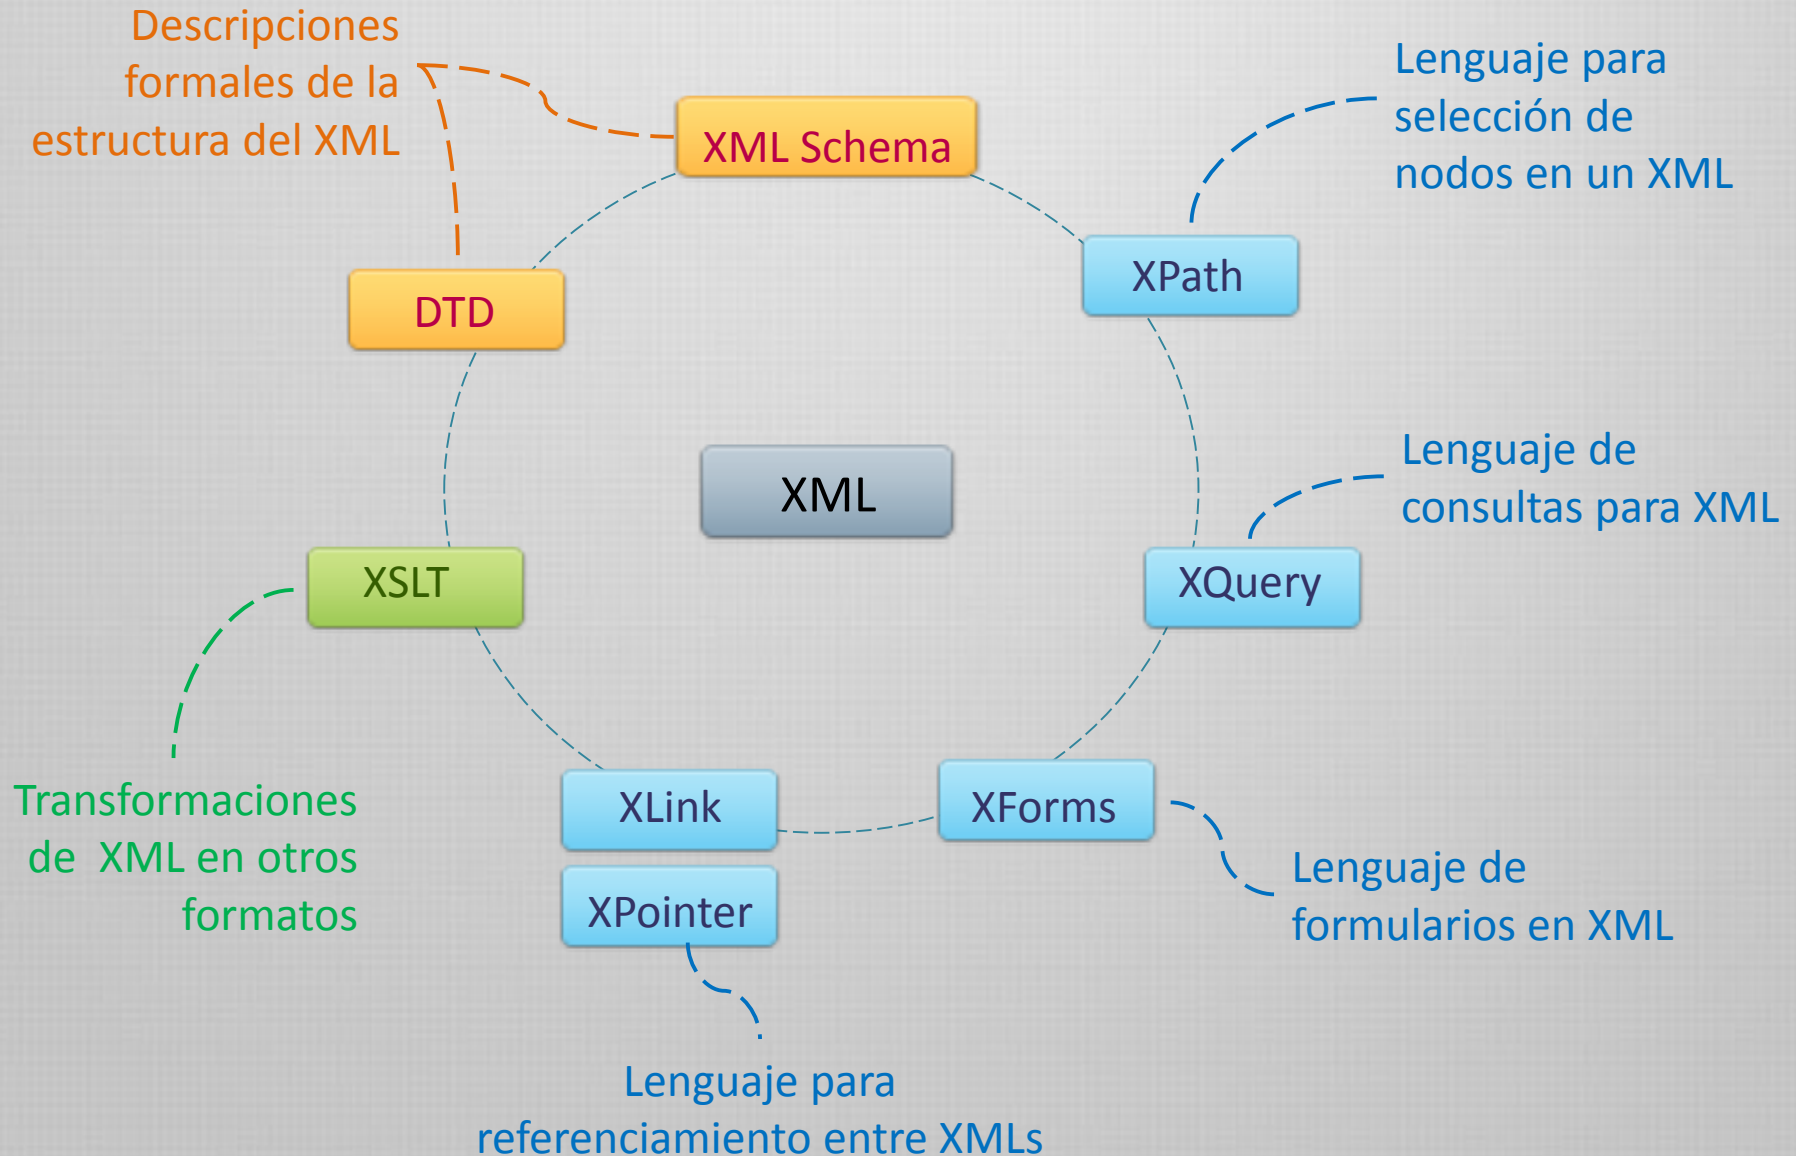 Descripciones
formales de la
estructura del XML
XML Schema
Lenguaje para
selección de
nodos en un XML
XPath
DTD
XML
Lenguaje de
consultas para XML
XSLT
XQuery
Transformaciones
de XML en otros
formatos
XLink
XForms
XPointer
Lenguaje de
formularios en XML
Lenguaje para
referenciamiento entre XMLs